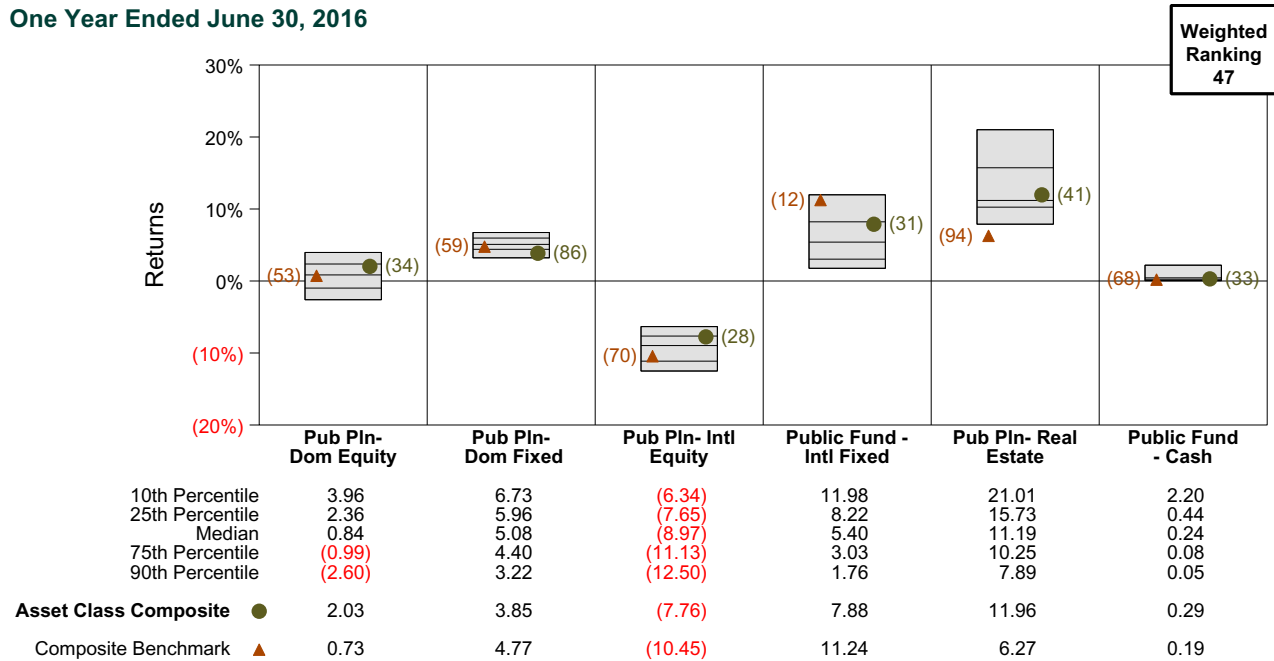 One Year Ended June 30, 2016
Weighted
Ranking
47
Returns
30%
20%
10%
0%
(10%)
(20%)
(53)
(34)
(59)
(86)
(70)
(28)
(12)
(31)
(94)
(41)
(68)
(33)
Pub Pln- Dom Equity
Pub Pln- Dom Fixed
Pub Pln- Intl Equity
Public Fund - Intl Fixed
Pub Pln- Real Estate
Public Fund - Cash
10th Percentile 3.96 6.73 (6.34) 11.98 21.01 2.20
25th Percentile 2.36 5.96 (7.65) 8.22 15.73 0.44
Median 0.84 5.08 (8.97) 5.40 11.19 0.24
75th Percentile (0.99) 4.40 (11.13) 3.03 10.25 0.08
90th Percentile (2.60) 3.22 (12.50) 1.76 7.89 0.05
Asset Class Composite 2.03 3.85 (7.76) 7.88 11.96 0.29
Composite Benchmark 0.73 4.77 (10.45) 11.24 6.27 0.19